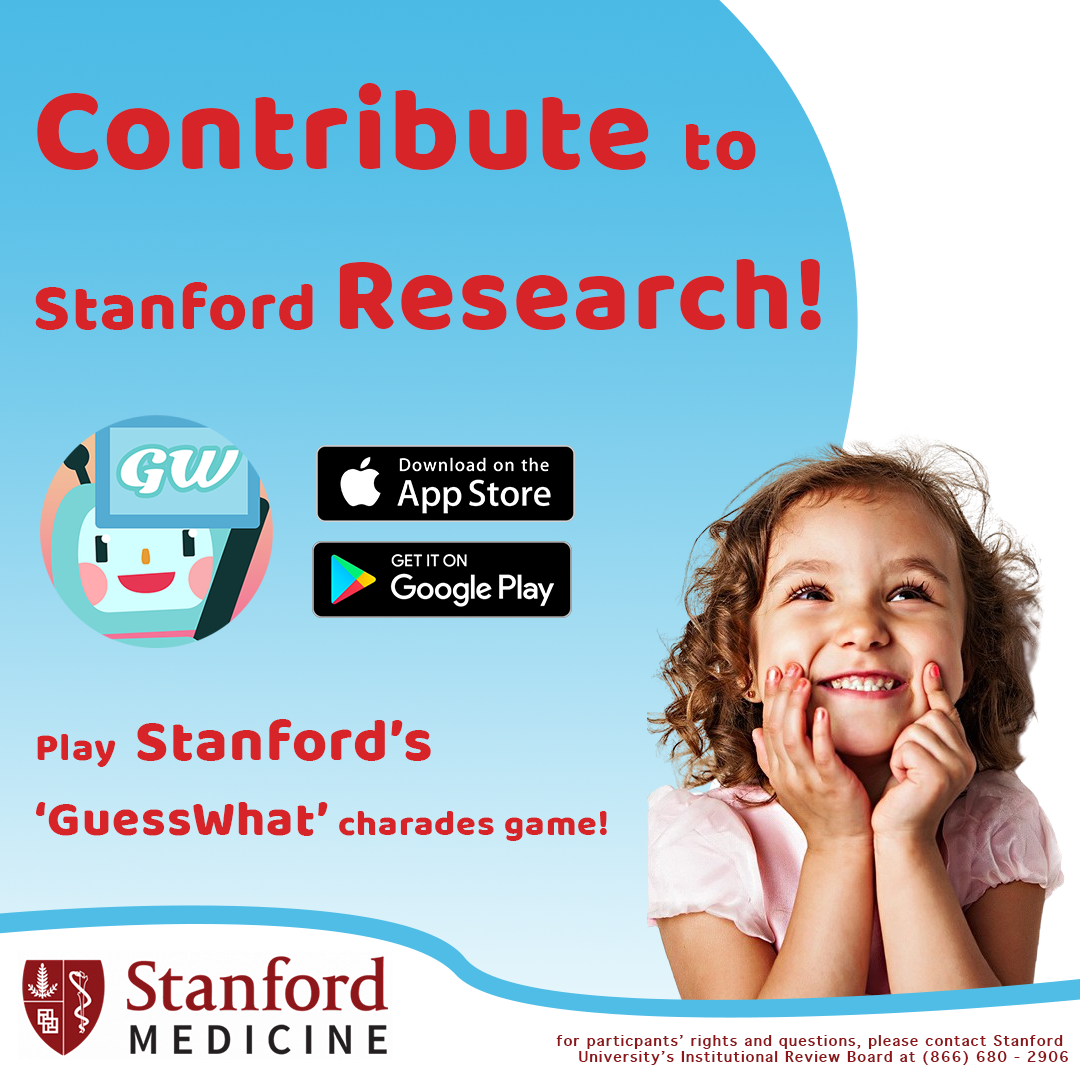 Contribute to
Stanford Research!
GW
Download on the
App Store
GET IT ON
Google Play
Play Stanford's
‘GuessWhat’ charades game!
Stanford
MEDICINE
for particpants’ rights and questions, please contact Stanford
University’s Institutional Review Board at (866) 680 - 2906